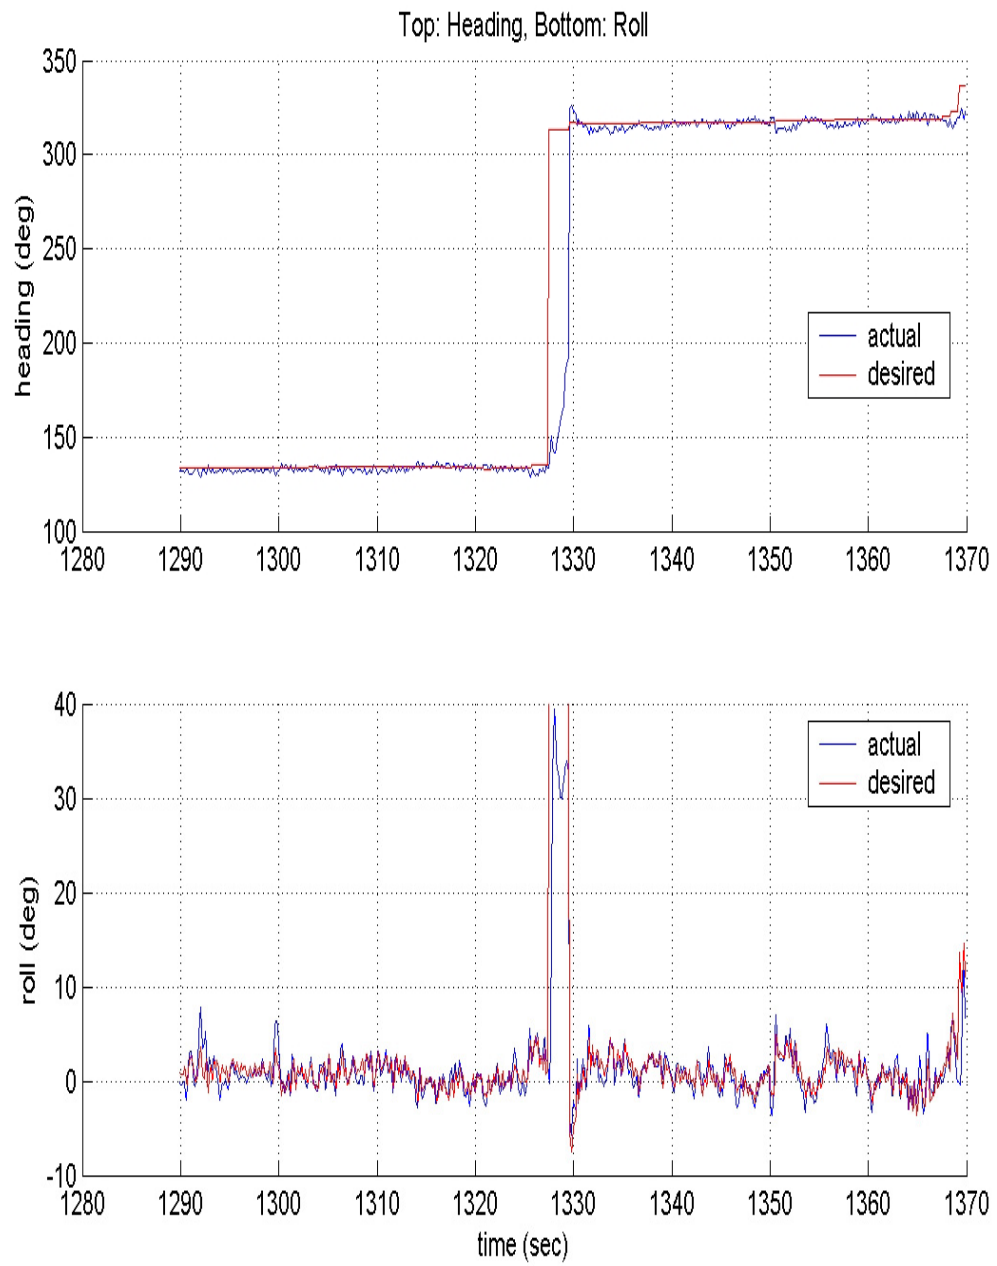 Top: Heading, Bottom: Roll
350
300
250
200
150
100
heading (deg)
actual
desired
1280 1290 1300 1310 1320 1330 1340 1350 1360 1370
40
30
20
10
0
-10
roll (deg)
actual
desired
1280 1290 1300 1310 1320 1330 1340 1350 1360 1370
time (sec)